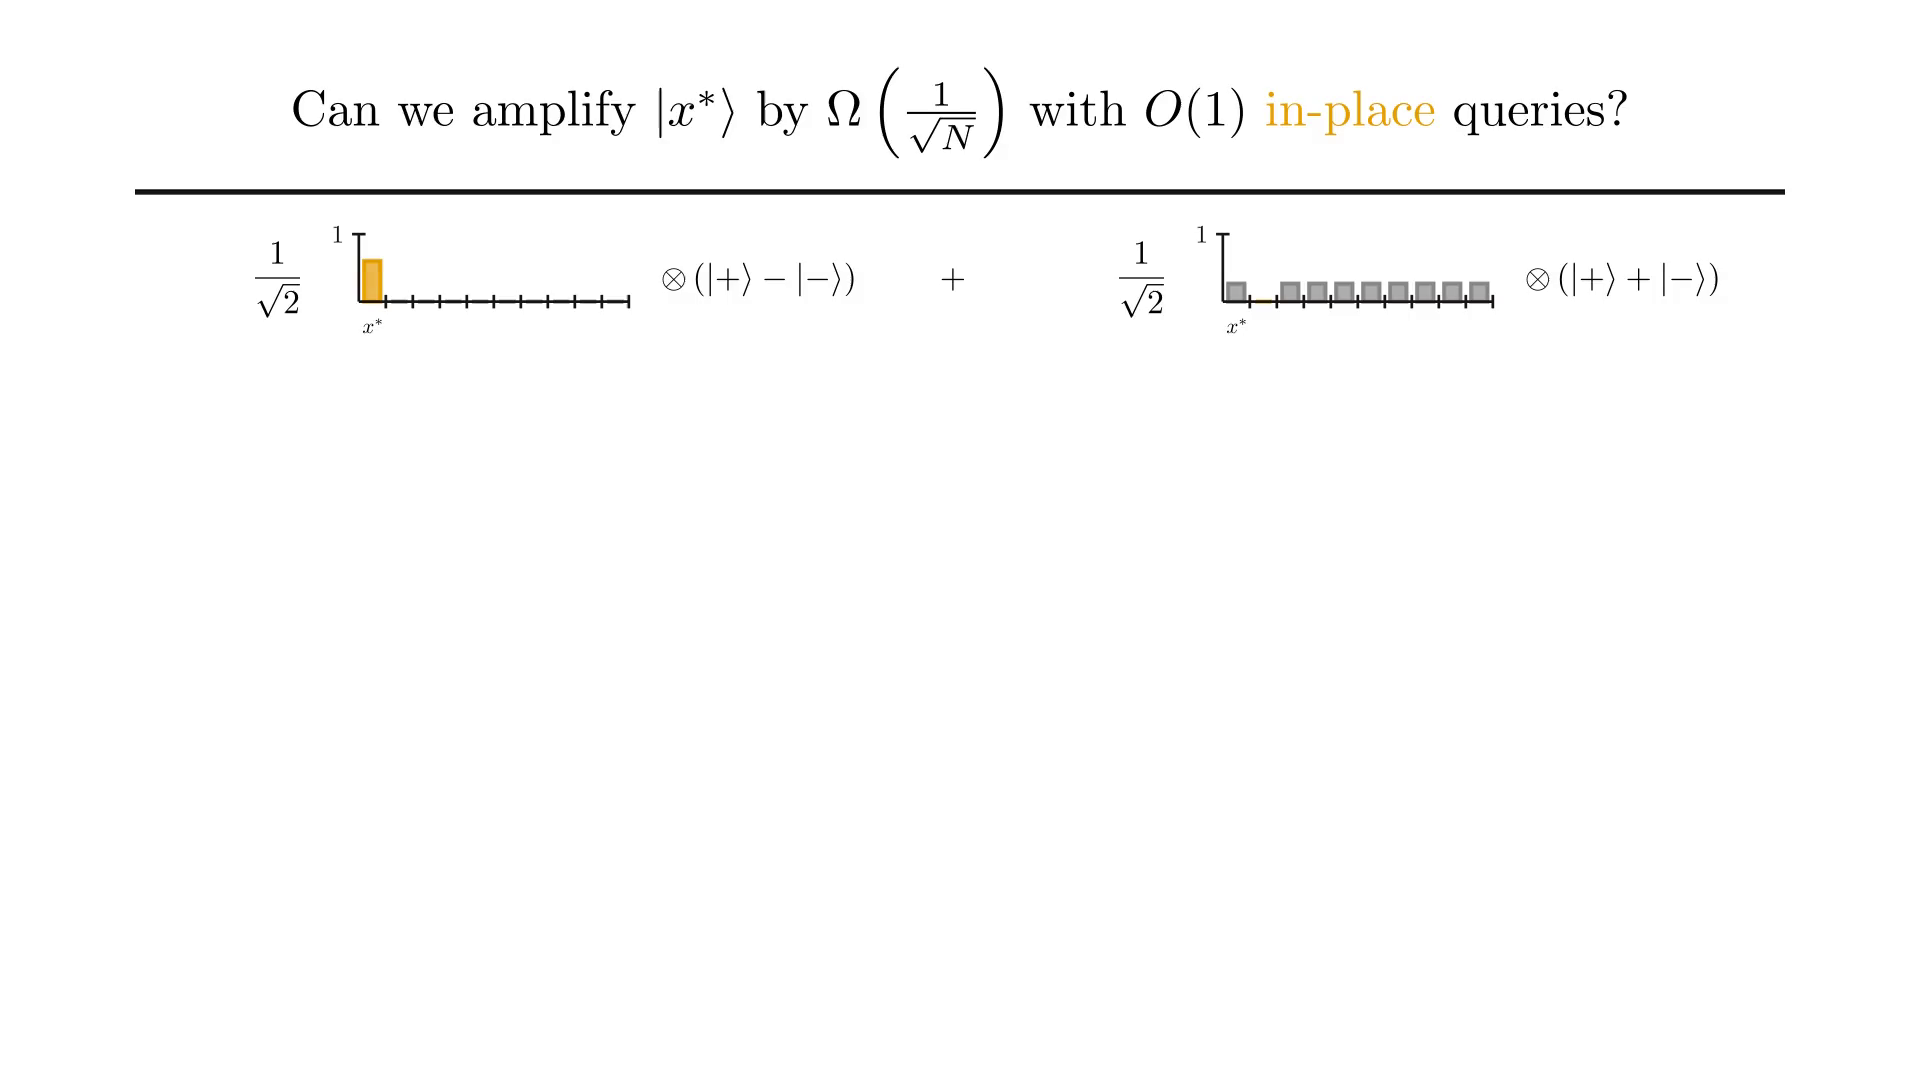 Can we amplify |x*⟩ by Ω(1/√N) with O(1) in-place queries?
1/√2 1 x* ⊗ (|+⟩ − |−⟩) + 1/√2 1 x* ⊗ (|+⟩ + |−⟩)